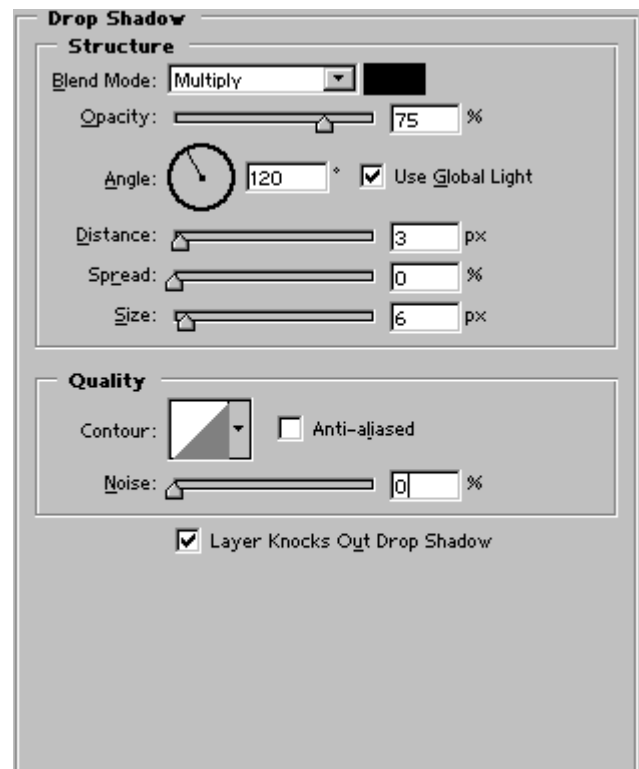 Drop Shadow
Structure
Blend Mode: Multiply
Opacity: 75 %
Angle: 120 ° Use Global Light
Distance: 3 px
Spread: 0 %
Size: 6 px
Quality
Contour: Anti-aliased
Noise: 0 %
Layer Knocks Out Drop Shadow